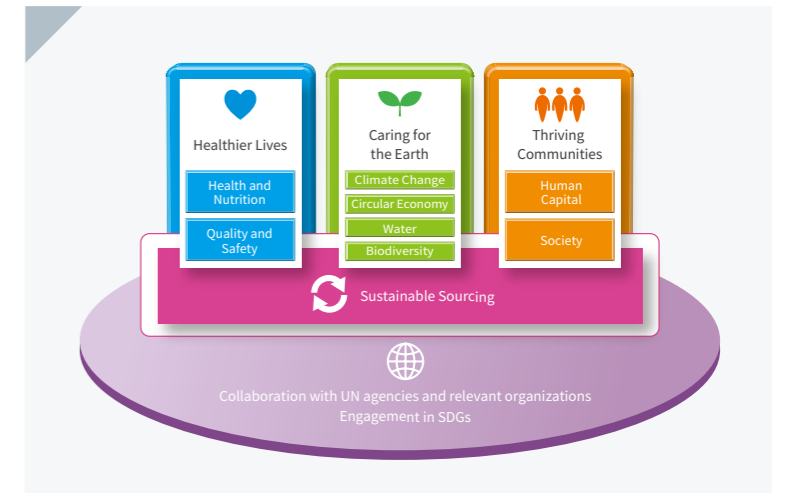 Healthier Lives
Health and
Nutrition
Quality and
Safety
Caring for
the Earth
Climate Change
Circular Economy
Water
Biodiversity
Thriving
Communities
Human
Capital
Society
Sustainable Sourcing
Collaboration with UN agencies and relevant organizations
Engagement in SDGs